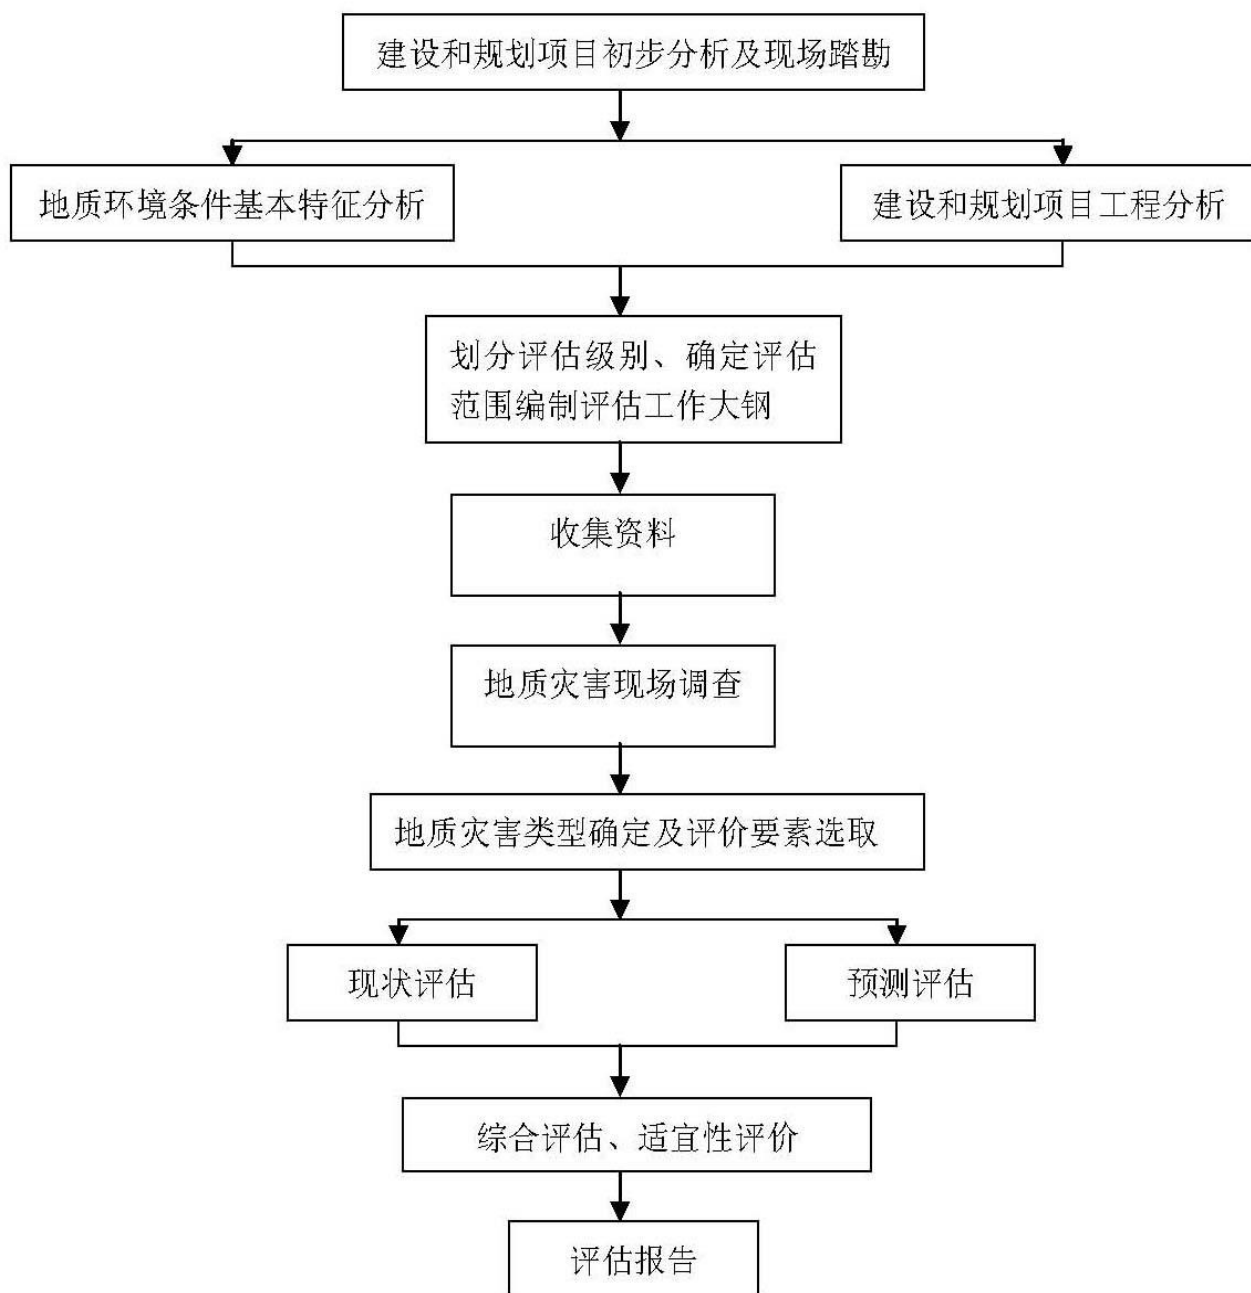 建设和规划项目初步分析及现场踏勘
地质环境条件基本特征分析
建设和规划项目工程分析
划分评估级别、确定评估
范围编制评估工作大钢
收集资料
地质灾害现场调查
地质灾害类型确定及评价要素选取
现状评估
预测评估
综合评估、适宜性评价
评估报告